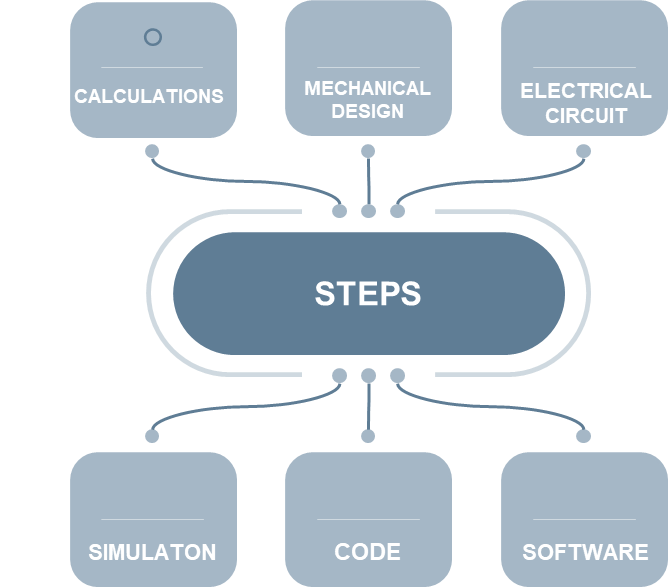 CALCULATIONS
MECHANICAL
DESIGN
ELECTRICAL
CIRCUIT
STEPS
SIMULATON
CODE
SOFTWARE